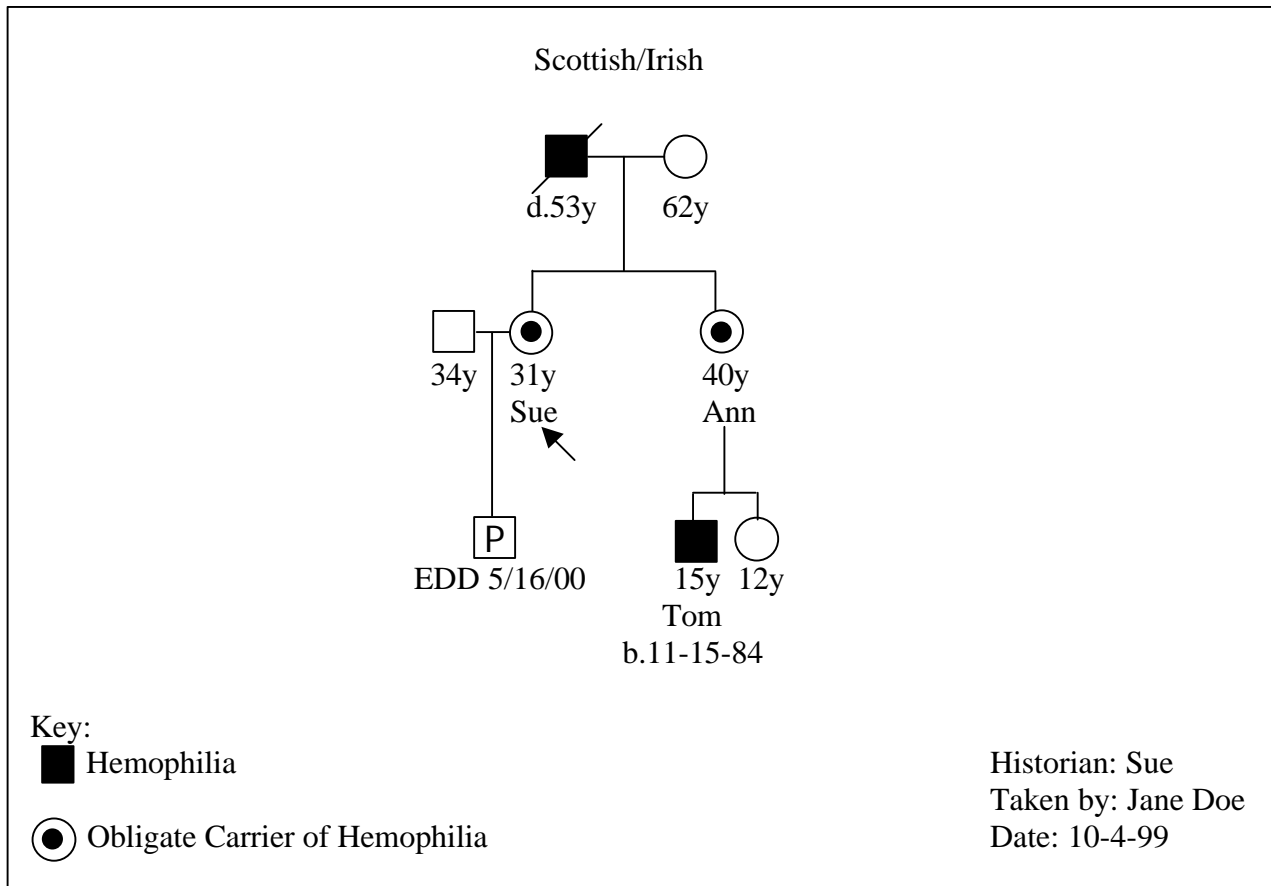 Scottish/Irish
d.53y 62y
34y 31y 40y
Sue Ann
P
EDD 5/16/00 15y 12y
Tom
b.11-15-84
Key:
Hemophilia
Obligate Carrier of Hemophilia
Historian: Sue
Taken by: Jane Doe
Date: 10-4-99